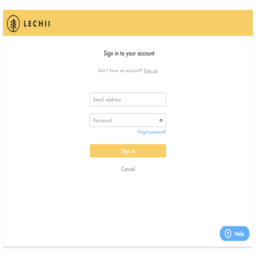 LECHII
Sign in to your account
Don't have an account? Sign up
Email address
Password
Forgot password?
Sign in
Cancel
Help